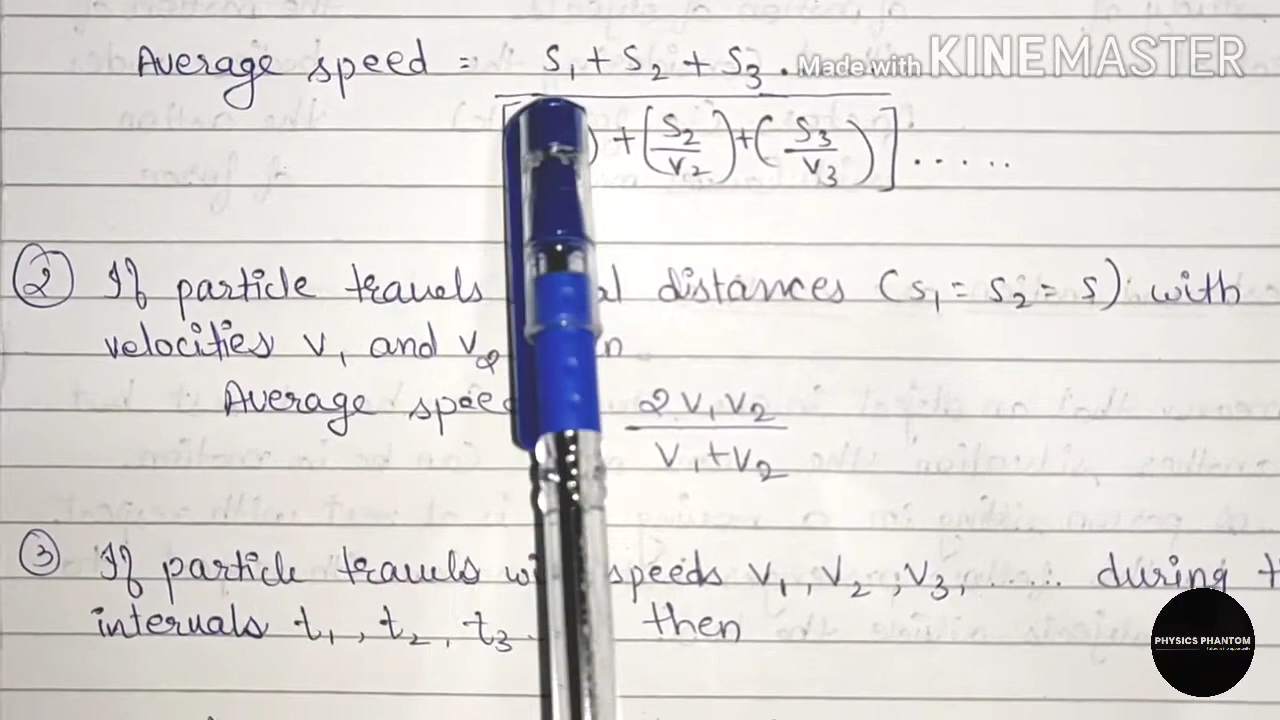 Average speed = S₁ + S₂ + S₃ . Made with KINEMASTER
) + (S₂/V₂) + (S₃/V₃) ] . . . . .
② If particle travels distances (S₁ = S₂ = S) with
velocities V₁ and V₂
Average speed 2V₁V₂
V₁+V₂
③ If particle travels speeds V₁, V₂, V₃, ...... during
intervals t₁, t₂, t₃ . then
PHYSICS PHANTOM